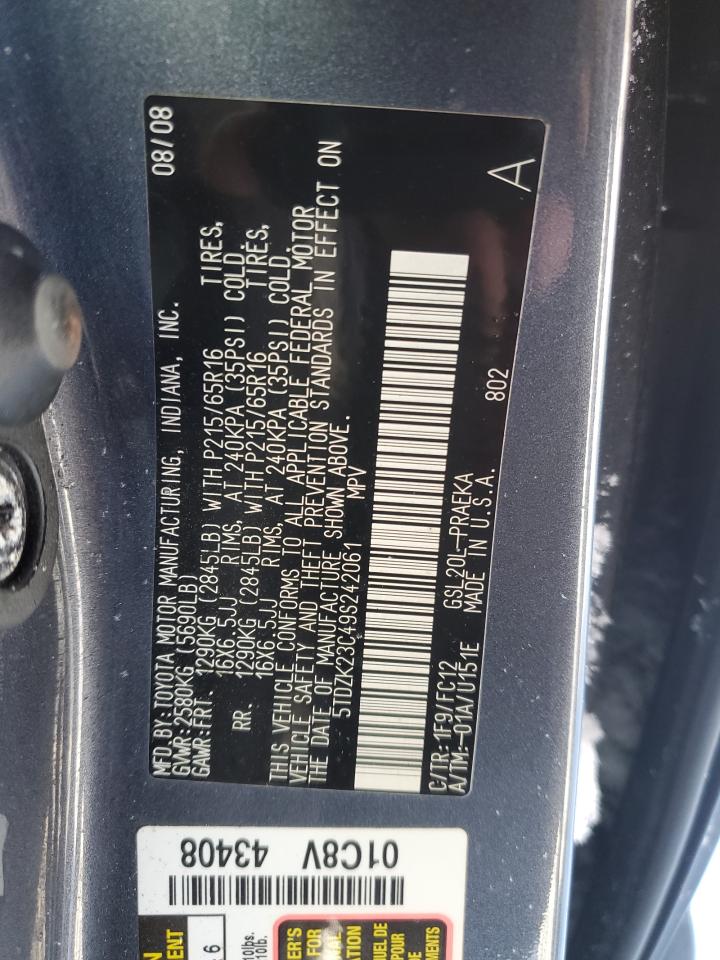 MFD. BY: TOYOTA MOTOR MANUFACTURING, INDIANA, INC. 08/08
GVWR: 2580KG (5690LB)
GAWR: FRT. 1290KG (2845LB) WITH P215/65R16 TIRES,
16X6.5JJ RIMS, AT 240KPA (35PSI) COLD.
RR. 1290KG (2845LB) WITH P215/65R16 TIRES,
16X6.5JJ RIMS, AT 240KPA (35PSI) COLD.
THIS VEHICLE CONFORMS TO ALL APPLICABLE FEDERAL MOTOR
VEHICLE SAFETY AND THEFT PREVENTION STANDARDS IN EFFECT ON
THE DATE OF MANUFACTURE SHOWN ABOVE.
5TDZK23C49S242061 MPV
C/TR: 1F9/FC12 GSL20L-PRAEKA 802
A/TM: -01A/U151E MADE IN U.S.A.
A
01C8V 43408
10lbs.
10lb.